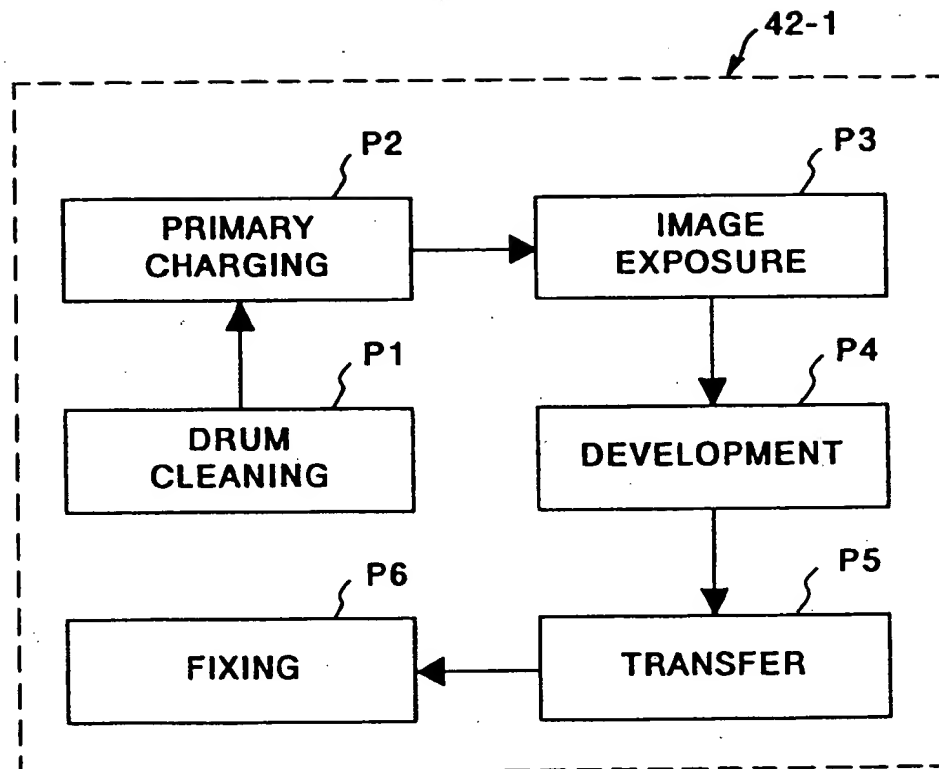 42-1
P2
PRIMARY
CHARGING
P3
IMAGE
EXPOSURE
P1
DRUM
CLEANING
P4
DEVELOPMENT
P6
FIXING
P5
TRANSFER